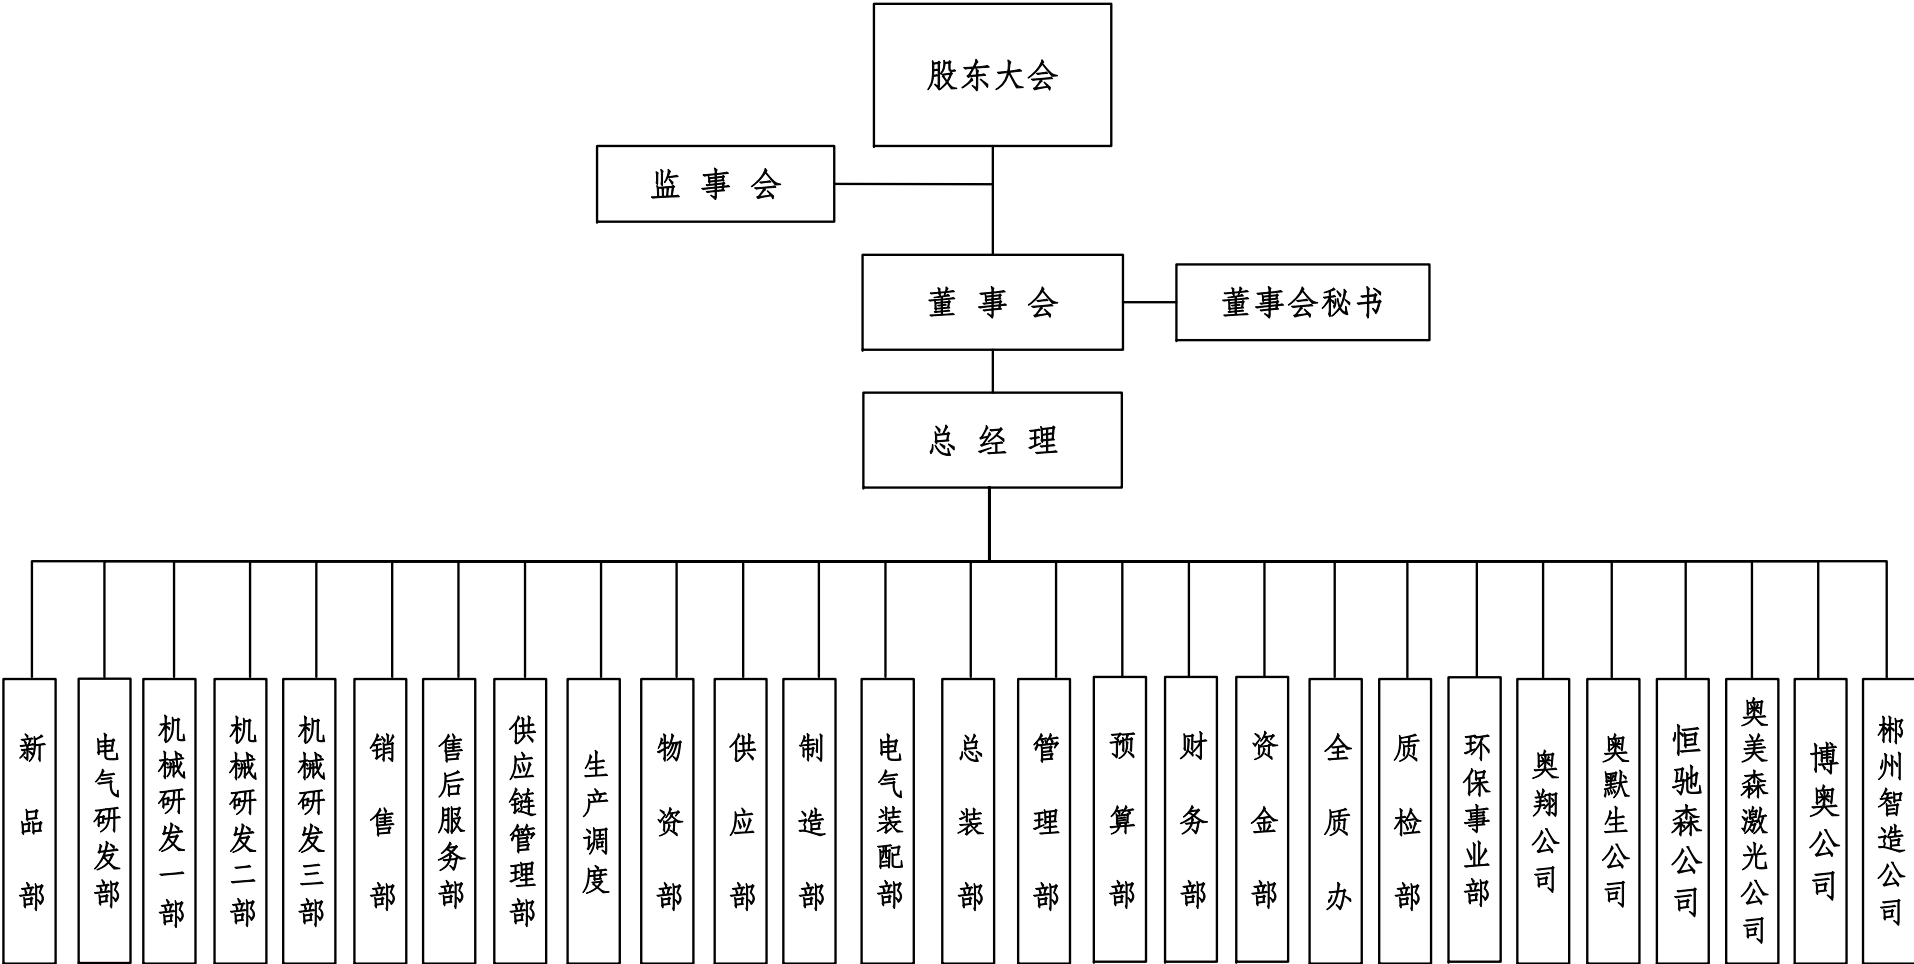 股东大会
监事会
董事会
董事会秘书
总经理
新品部
电气研发部
机械研发一部
机械研发二部
机械研发三部
销售部
售后服务部
供应链管理部
生产调度
物资部
供应部
制造部
电气装配部
总装部
管理部
预算部
财务部
资金部
全质办
质检部
环保事业部
奥翔公司
奥默生公司
恒驰森公司
奥美森激光公司
博奥公司
郴州智造公司